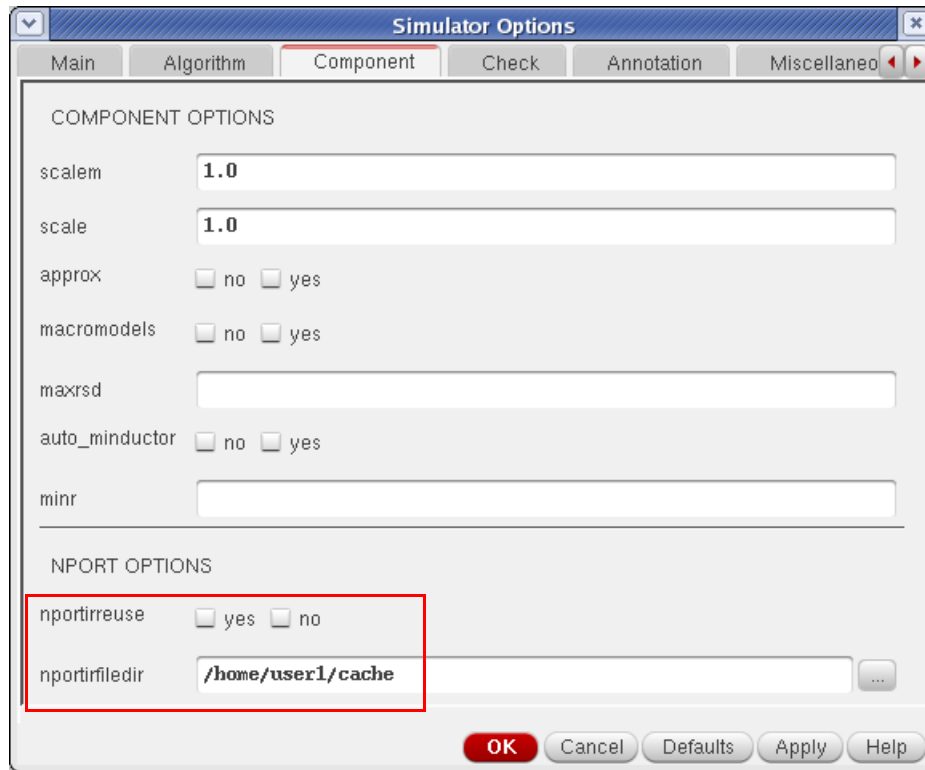 Simulator Options
Main Algorithm Component Check Annotation Miscellaneo
COMPONENT OPTIONS
scalem 1.0
scale 1.0
approx no yes
macromodels no yes
maxrsd
auto_minductor no yes
minr
NPORT OPTIONS
nportirreuse yes no
nportirfiledir /home/user1/cache ...
OK Cancel Defaults Apply Help